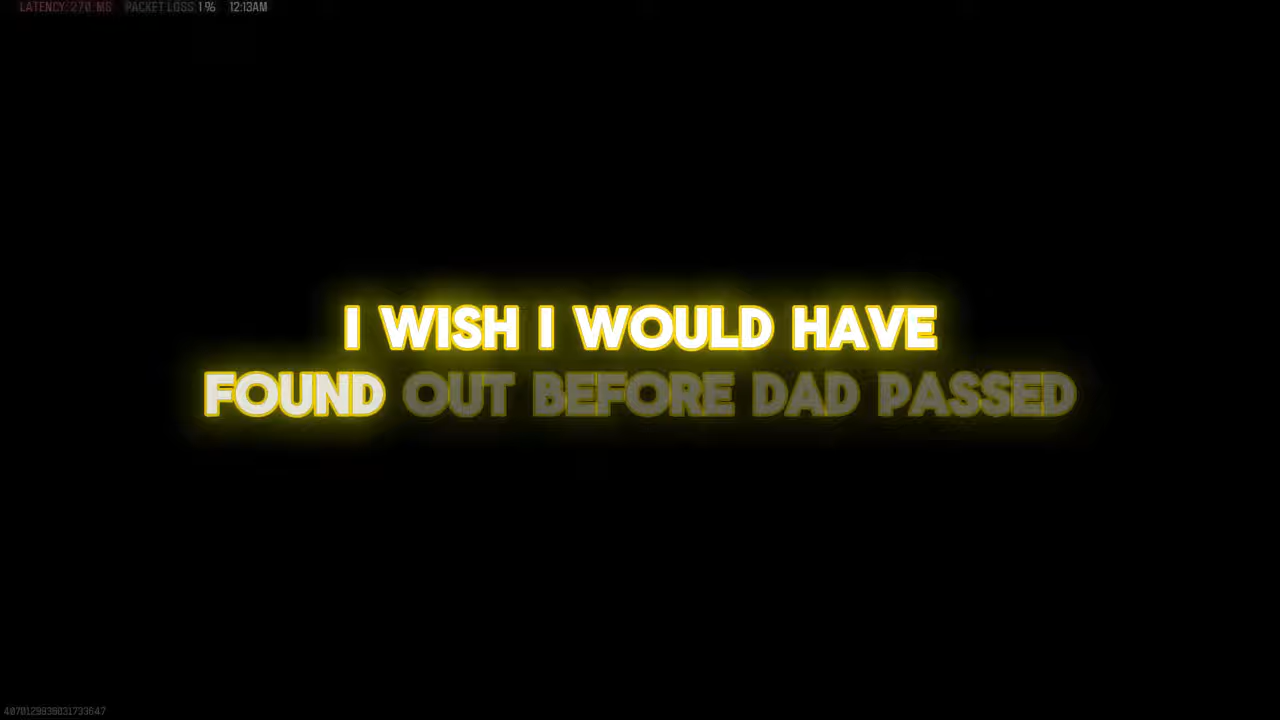 LATENCY: 270 MS PACKET LOSS 1% 12:13AM
I WISH I WOULD HAVE
FOUND OUT BEFORE DAD PASSED